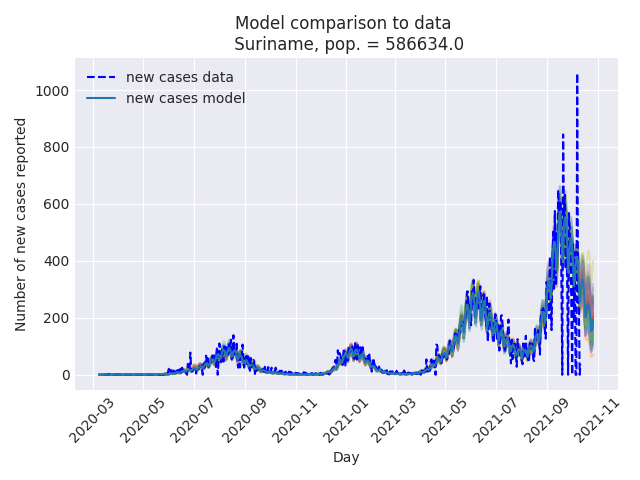 Model comparison to data
Suriname, pop. = 586634.0
new cases data
new cases model
Number of new cases reported
1000
800
600
400
200
0
2020-03
2020-05
2020-07
2020-09
2020-11
2021-01
2021-03
2021-05
2021-07
2021-09
2021-11
Day